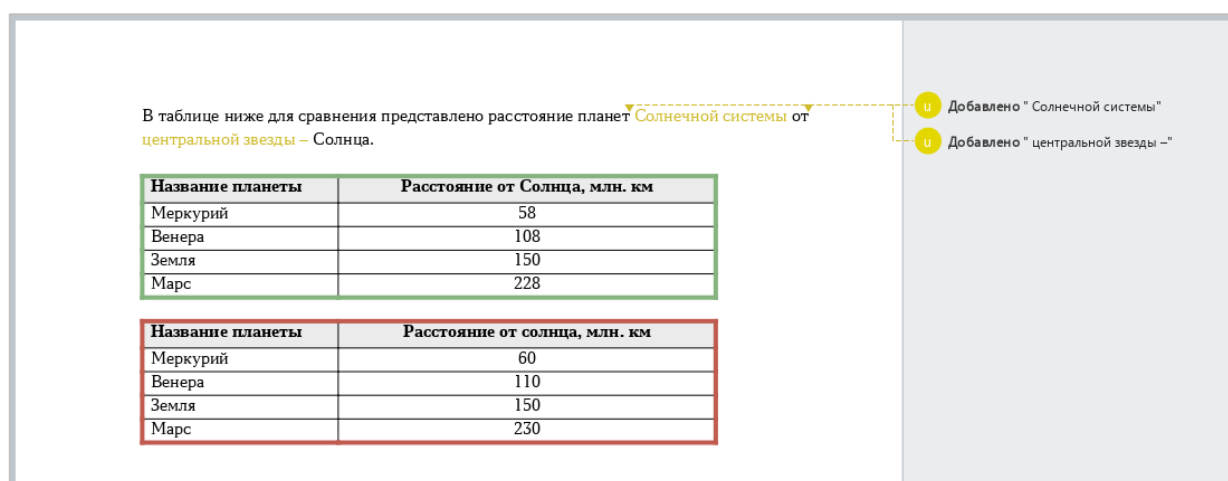 В таблице ниже для сравнения представлено расстояние планет Солнечной системы от
центральной звезды – Солнца.
Название планеты Расстояние от Солнца, млн. км
Меркурий 58
Венера 108
Земля 150
Марс 228
Название планеты Расстояние от солнца, млн. км
Меркурий 60
Венера 110
Земля 150
Марс 230
u Добавлено " Солнечной системы"
u Добавлено " центральной звезды –"